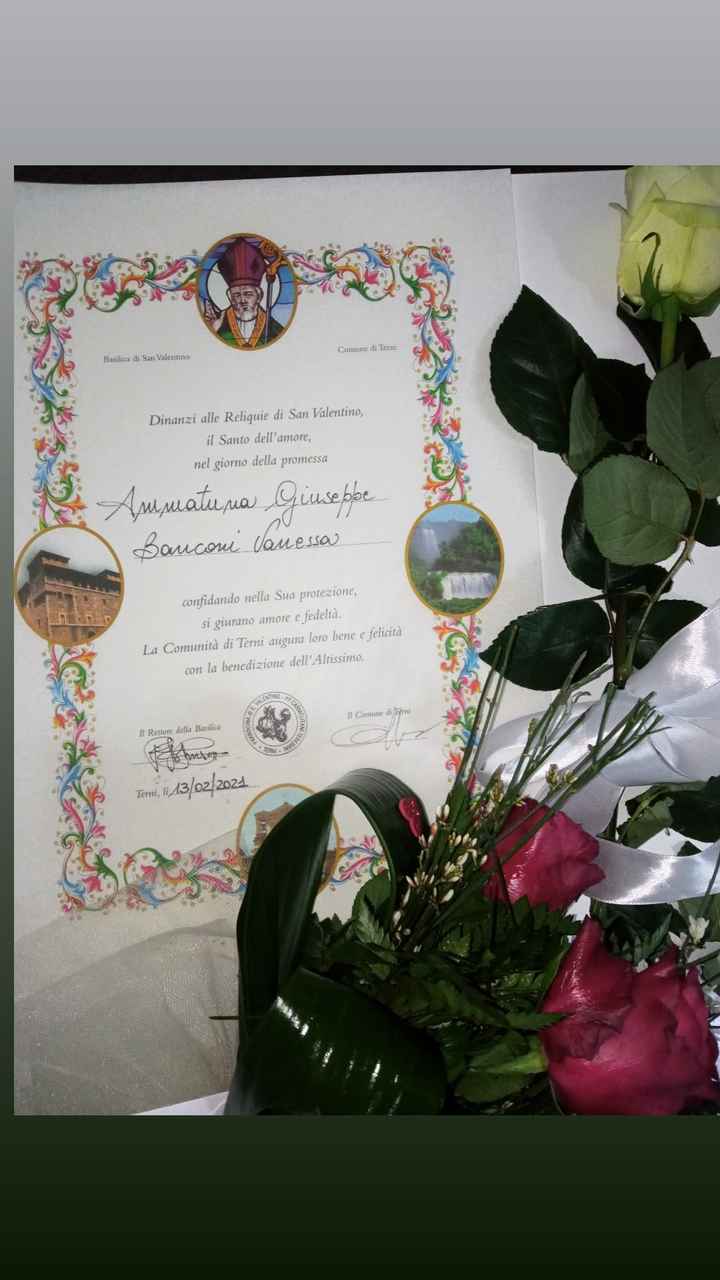 Basilica di San Valentino
Comune di Terni
Dinanzi alle Reliquie di San Valentino,
il Santo dell'amore,
nel giorno della promessa
Ammatuna Giuseppe
Banconi Vanessa
confidando nella Sua protezione,
si giurano amore e fedeltà.
La Comunità di Terni augura loro bene e felicità
con la benedizione dell'Altissimo.
Il Rettore della Basilica
Il Comune di Terni
Terni, lì 13/02/2021